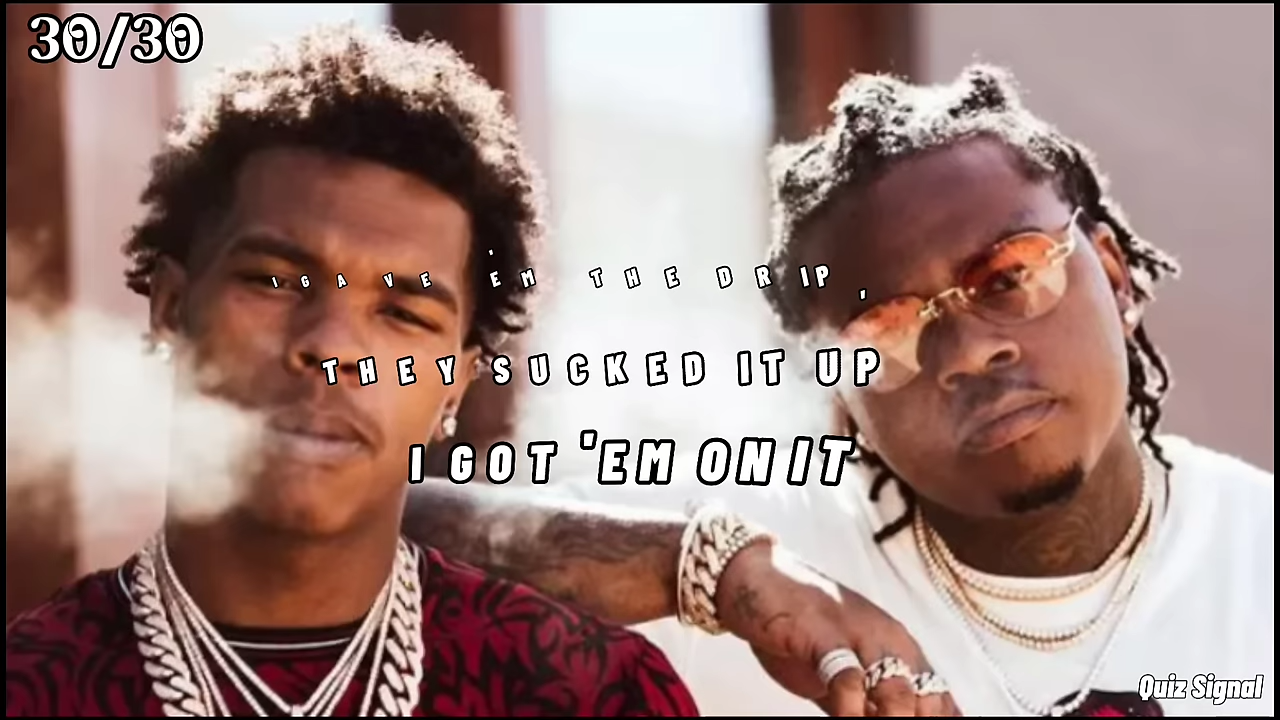 30/30
I GAVE 'EM THE DRIP,
THEY SUCKED IT UP
I GOT 'EM ON IT
Quiz Signal